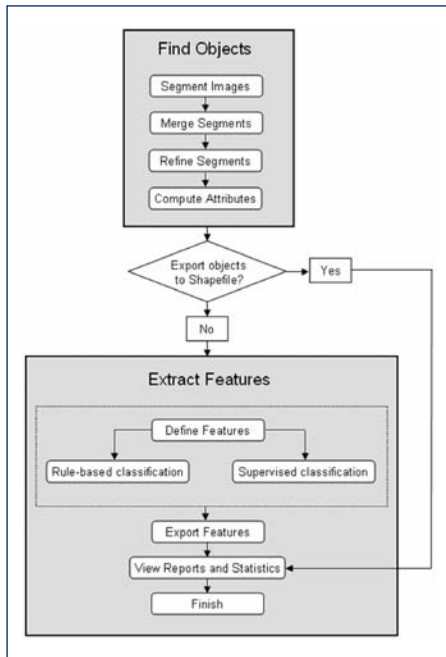 Find Objects
Segment Images
Merge Segments
Refine Segments
Compute Attributes
Export objects
to Shapefile?
Yes
No
Extract Features
Define Features
Rule-based classification
Supervised classification
Export Features
View Reports and Statistics
Finish